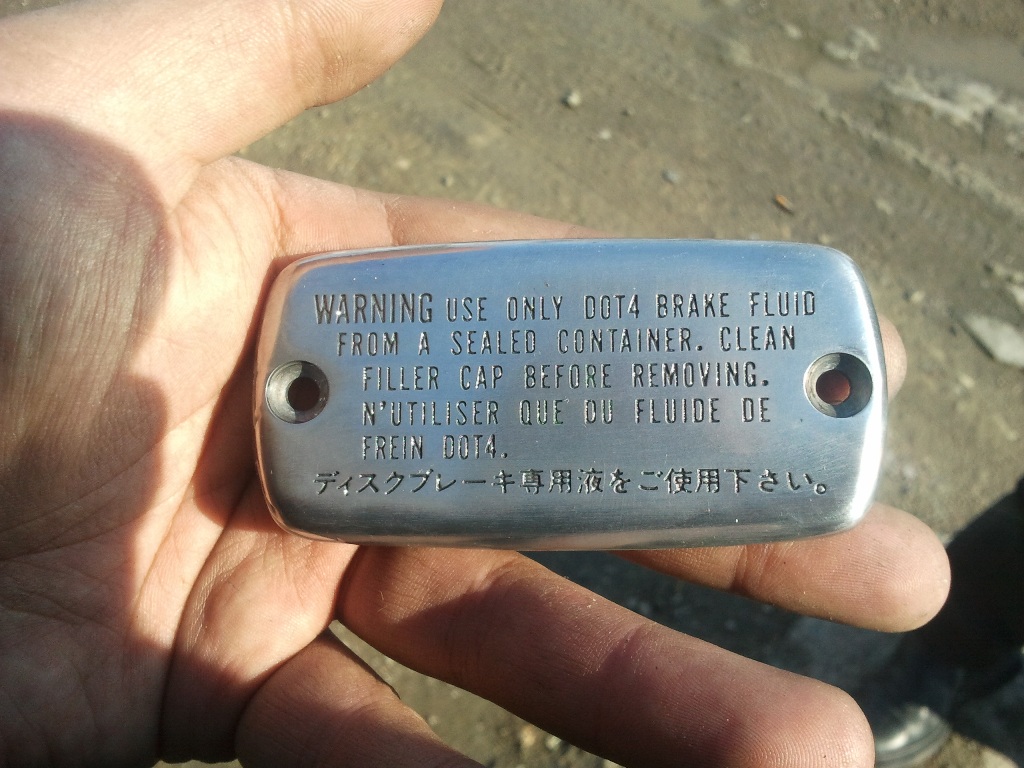 WARNING USE ONLY DOT4 BRAKE FLUID
FROM A SEALED CONTAINER. CLEAN
FILLER CAP BEFORE REMOVING.
N'UTILISER QUE DU FLUIDE DE
FREIN DOT4.
ディスクブレーキ専用液をご使用下さい。